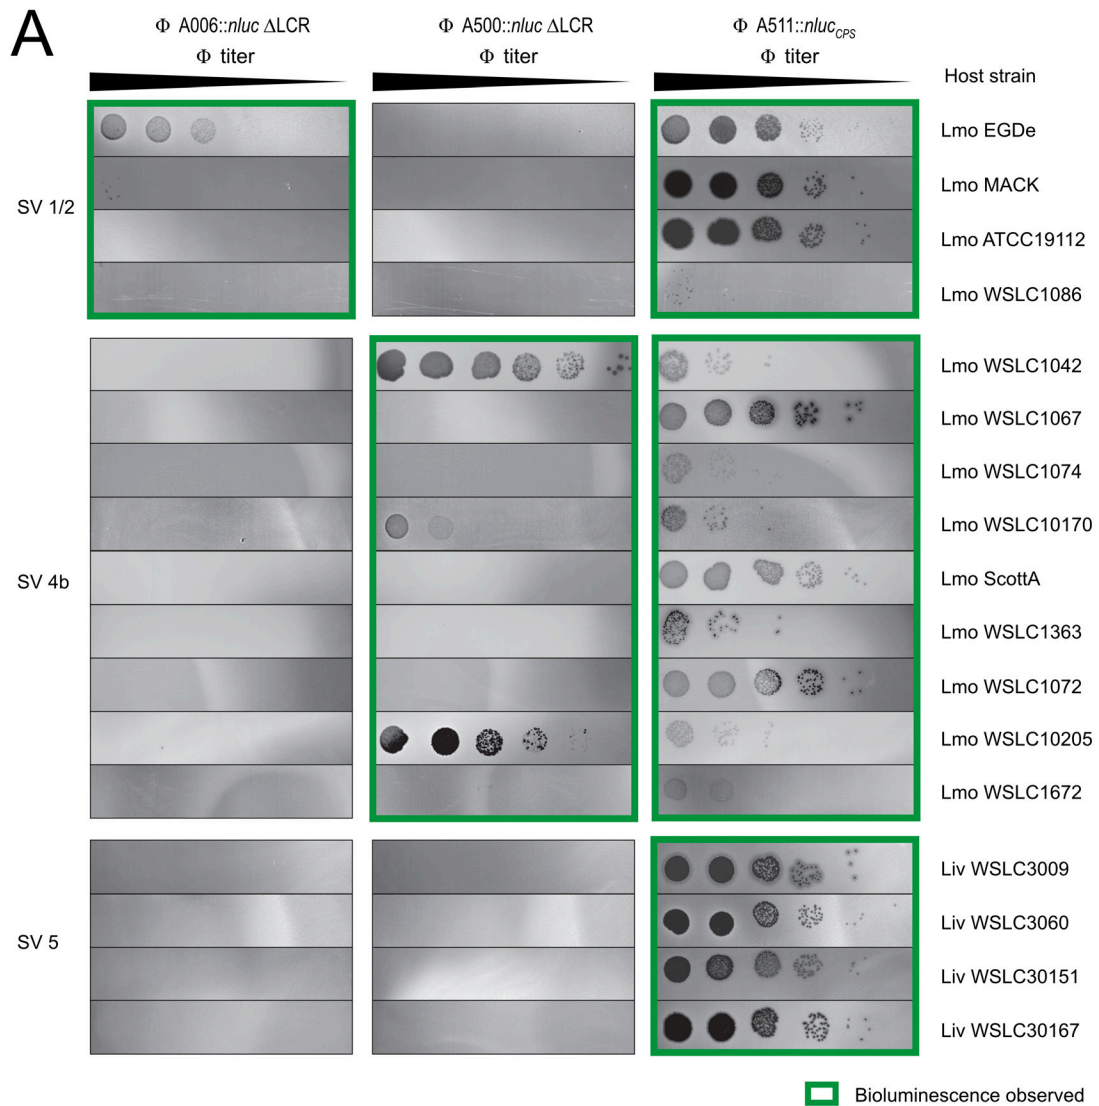 A
Φ A006::nluc ΔLCR
Φ titer
Φ A500::nluc ΔLCR
Φ titer
Φ A511::nlucCPS
Φ titer
Host strain
SV 1/2
Lmo EGDe
Lmo MACK
Lmo ATCC19112
Lmo WSLC1086
SV 4b
Lmo WSLC1042
Lmo WSLC1067
Lmo WSLC1074
Lmo WSLC10170
Lmo ScottA
Lmo WSLC1363
Lmo WSLC1072
Lmo WSLC10205
Lmo WSLC1672
SV 5
Liv WSLC3009
Liv WSLC3060
Liv WSLC30151
Liv WSLC30167
Bioluminescence observed